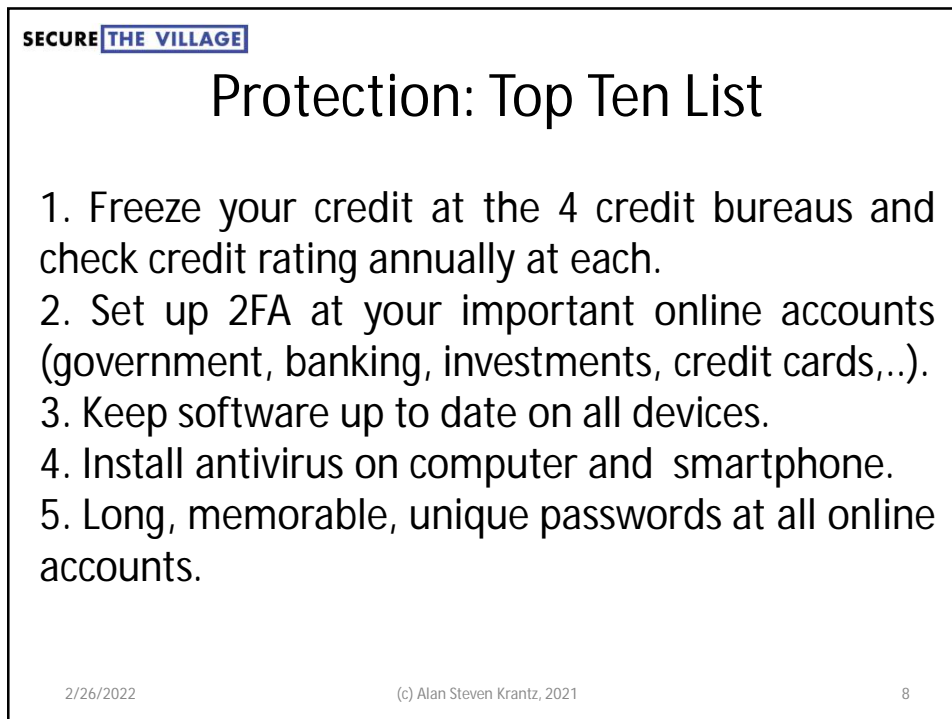 SECURE THE VILLAGE
Protection: Top Ten List
1. Freeze your credit at the 4 credit bureaus and
check credit rating annually at each.
2. Set up 2FA at your important online accounts
(government, banking, investments, credit cards,..).
3. Keep software up to date on all devices.
4. Install antivirus on computer and smartphone.
5. Long, memorable, unique passwords at all online
accounts.
2/26/2022 (c) Alan Steven Krantz, 2021 8